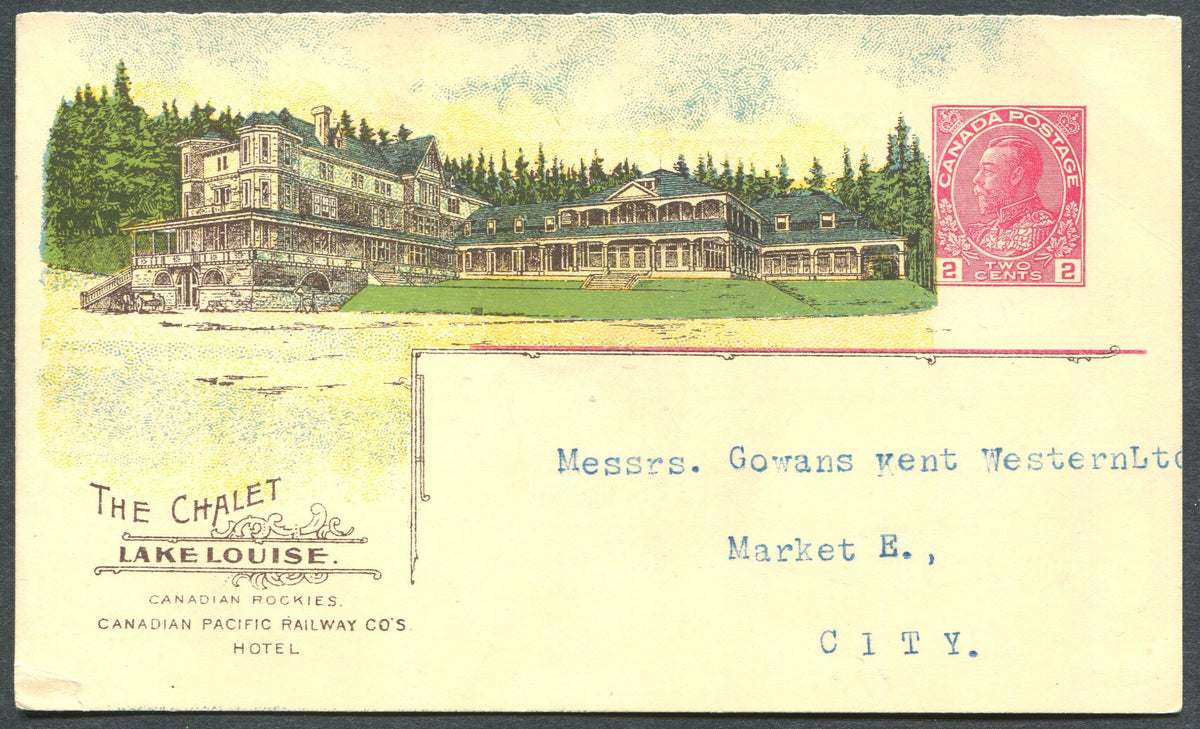 CANADA POSTAGE
2 TWO CENTS 2
Messrs. Gowans Kent WesternLtd
Market E.,
C I T Y.
THE CHALET
LAKE LOUISE.
CANADIAN ROCKIES.
CANADIAN PACIFIC RAILWAY CO'S.
HOTEL